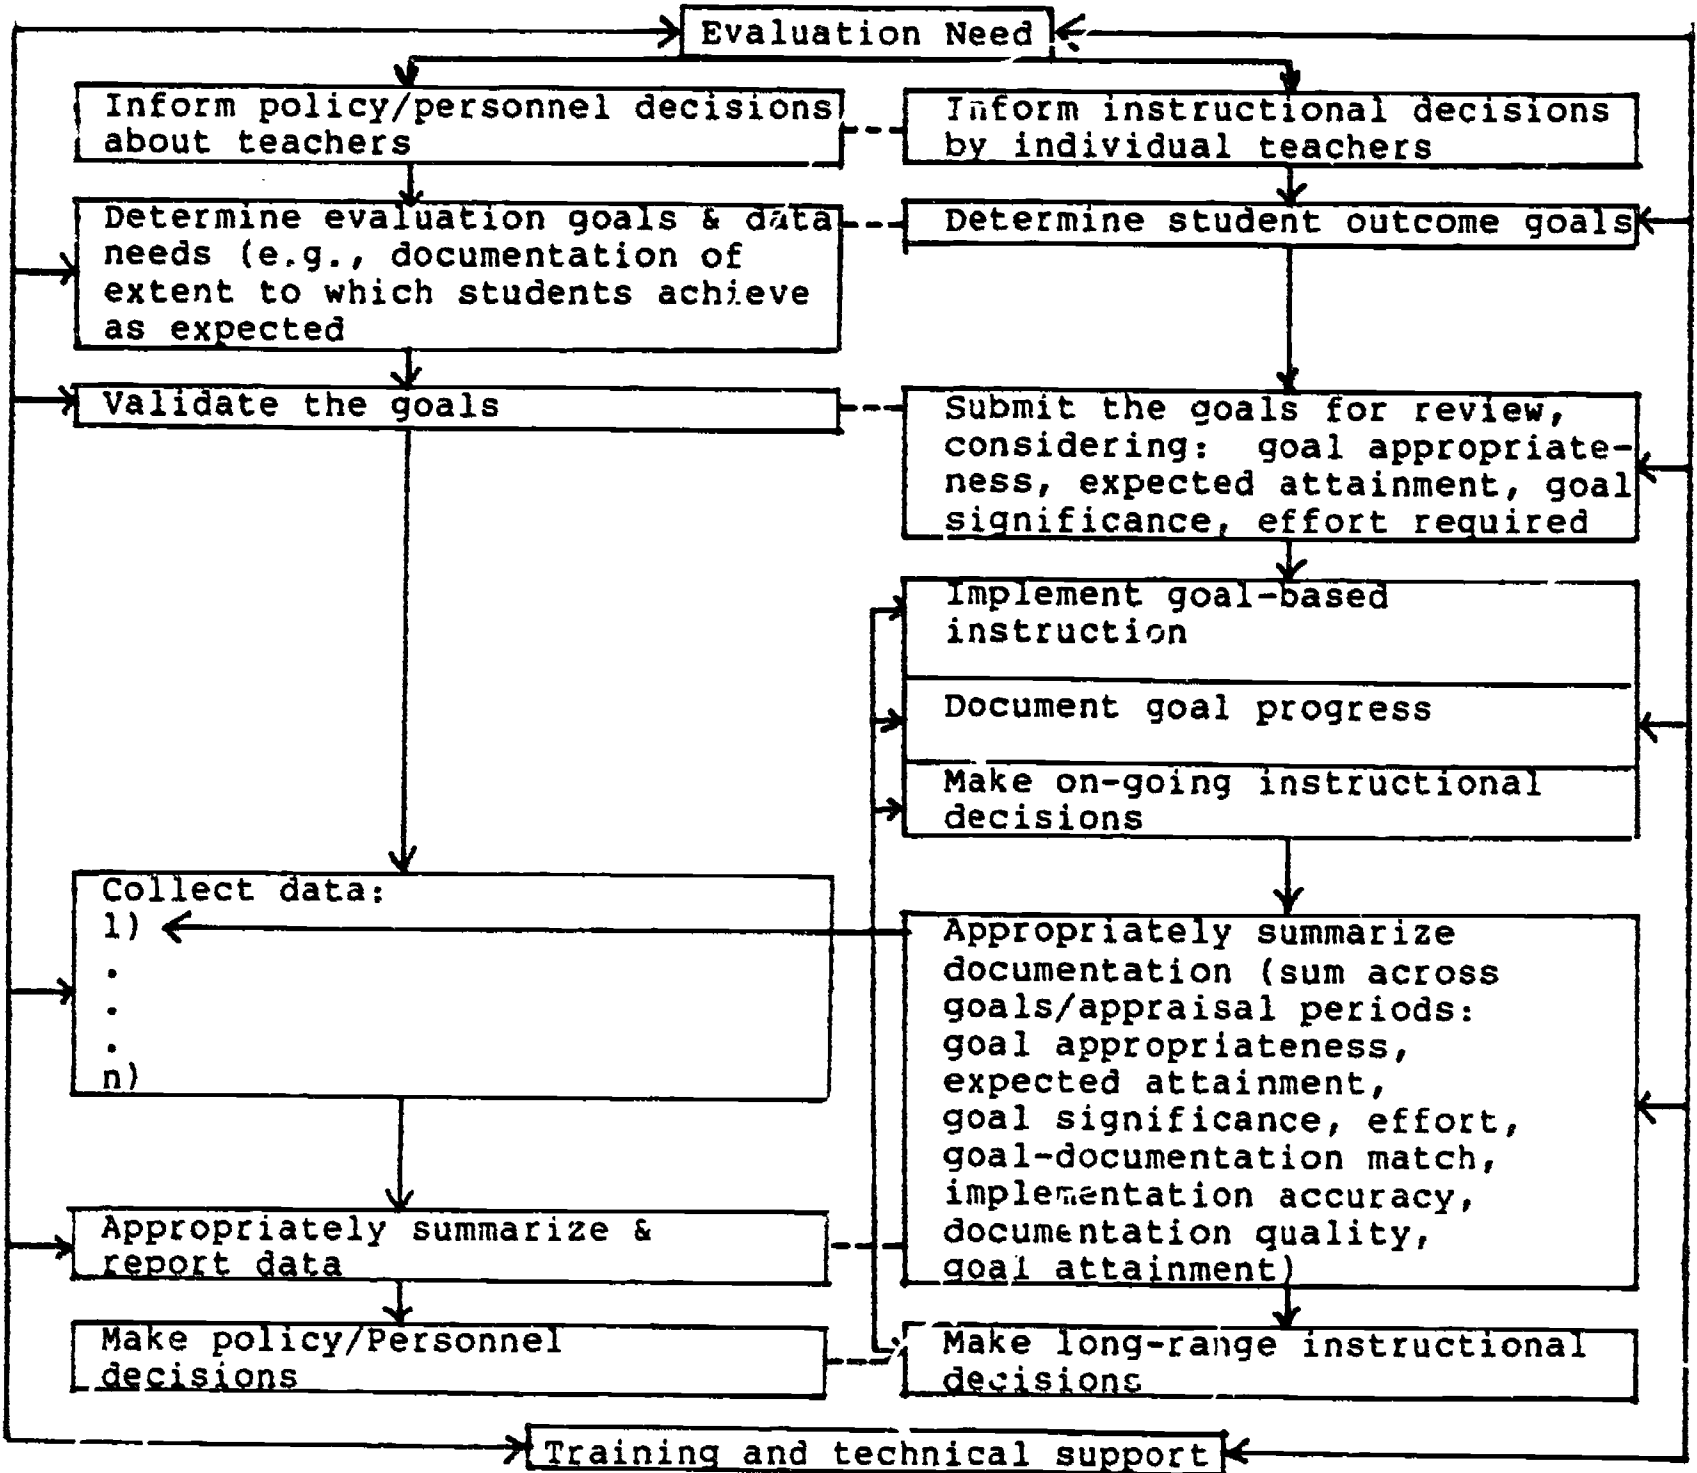 Evaluation Need
Inform policy/personnel decisions
about teachers
Inform instructional decisions
by individual teachers
Determine evaluation goals & data
needs (e.g., documentation of
extent to which students achieve
as expected
Determine student outcome goals
Validate the goals
Submit the goals for review,
considering: goal appropriate-
ness, expected attainment, goal
significance, effort required
Implement goal-based
instruction
Document goal progress
Make on-going instructional
decisions
Collect data:
1)
.
.
.
n)
Appropriately summarize
documentation (sum across
goals/appraisal periods:
goal appropriateness,
expected attainment,
goal significance, effort,
goal-documentation match,
implementation accuracy,
documentation quality,
goal attainment)
Appropriately summarize &
report data
Make policy/Personnel
decisions
Make long-range instructional
decisions
Training and technical support